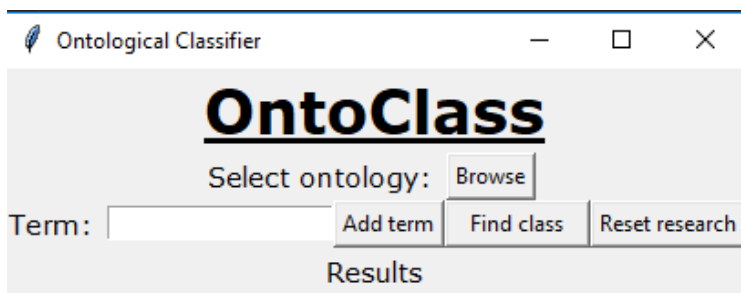 Ontological Classifier
OntoClass
Select ontology: Browse
Term: Add term Find class Reset research
Results